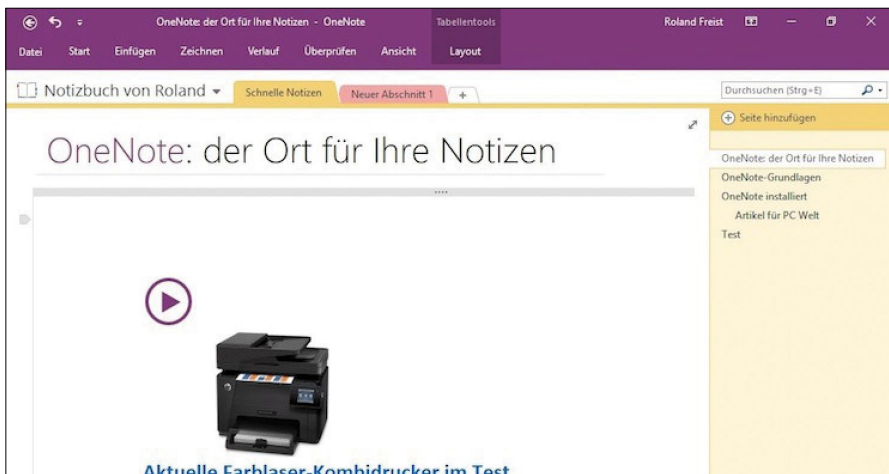 OneNote: der Ort für Ihre Notizen - OneNote
Tabellentools
Roland Freist
Datei Start Einfügen Zeichnen Verlauf Überprüfen Ansicht Layout
Notizbuch von Roland
Schnelle Notizen
Neuer Abschnitt 1
Durchsuchen (Strg+E)
Seite hinzufügen
OneNote: der Ort für Ihre Notizen
OneNote: der Ort für Ihre Notizen
OneNote-Grundlagen
OneNote installiert
Artikel für PC Welt
Test
Aktuelle Farblaser-Kombidrucker im Test